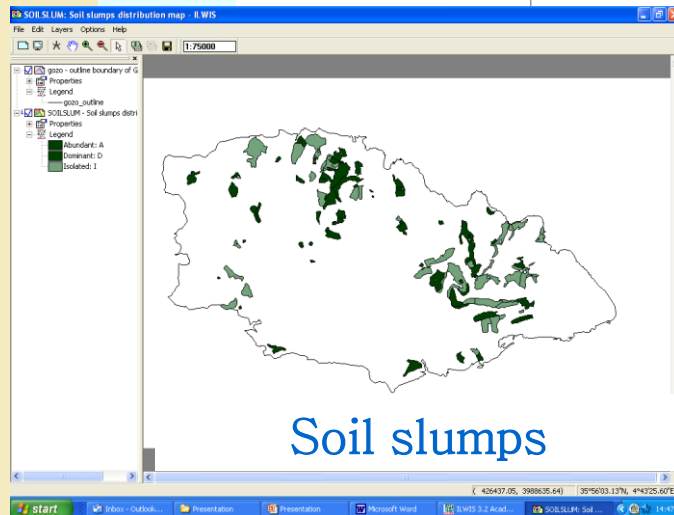 SOILSLUM: Soil slumps distribution map - ILWIS
File Edit Layers Options Help
1:75000
gozo - outline boundary of G
Properties
Legend
gozo_outline
SOILSLUM - Soil slumps distri
Properties
Legend
Abundant: A
Dominant: D
Isolated: I
Soil slumps
( 426437.05, 3988635.64) 35°56'03.13"N, 4°43'25.60"E
start
Inbox - Outlook...
Presentation
Presentation
Microsoft Word
ILWIS 3.2 Acad...
SOILSLUM: Soil ...
14:47